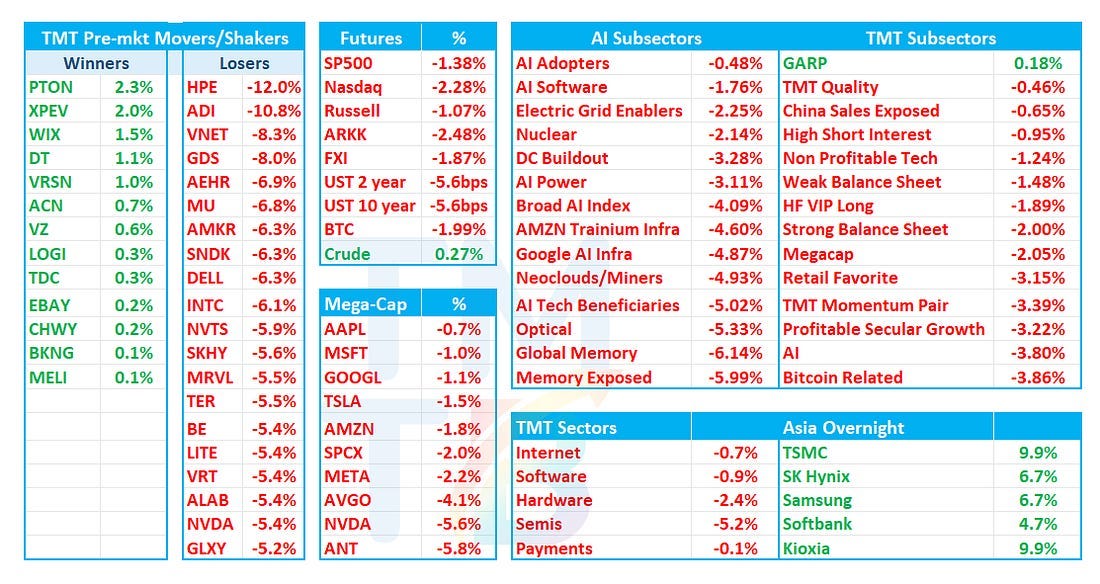 TMT Pre-mkt Movers/Shakers
Winners Losers
PTON 2.3% HPE -12.0%
XPEV 2.0% ADI -10.8%
WIX 1.5% VNET -8.3%
DT 1.1% GDS -8.0%
VRSN 1.0% AEHR -6.9%
ACN 0.7% MU -6.8%
VZ 0.6% AMKR -6.3%
LOGI 0.3% SNDK -6.3%
TDC 0.3% DELL -6.3%
EBAY 0.2% INTC -6.1%
CHWY 0.2% NVTS -5.9%
BKNG 0.1% SKHY -5.6%
MELI 0.1% MRVL -5.5%
TER -5.5%
BE -5.4%
LITE -5.4%
VRT -5.4%
ALAB -5.4%
NVDA -5.4%
GLXY -5.2%
Futures %
SP500 -1.38%
Nasdaq -2.28%
Russell -1.07%
ARKK -2.48%
FXI -1.87%
UST 2 year -5.6bps
UST 10 year -5.6bps
BTC -1.99%
Crude 0.27%
Mega-Cap %
AAPL -0.7%
MSFT -1.0%
GOOGL -1.1%
TSLA -1.5%
AMZN -1.8%
SPCX -2.0%
META -2.2%
AVGO -4.1%
NVDA -5.6%
ANT -5.8%
AI Subsectors TMT Subsectors
AI Adopters -0.48% GARP 0.18%
AI Software -1.76% TMT Quality -0.46%
Electric Grid Enablers -2.25% China Sales Exposed -0.65%
Nuclear -2.14% High Short Interest -0.95%
DC Buildout -3.28% Non Profitable Tech -1.24%
AI Power -3.11% Weak Balance Sheet -1.48%
Broad AI Index -4.09% HF VIP Long -1.89%
AMZN Trainium Infra -4.60% Strong Balance Sheet -2.00%
Google AI Infra -4.87% Megacap -2.05%
Neoclouds/Miners -4.93% Retail Favorite -3.15%
AI Tech Beneficiaries -5.02% TMT Momentum Pair -3.39%
Optical -5.33% Profitable Secular Growth -3.22%
Global Memory -6.14% AI -3.80%
Memory Exposed -5.99% Bitcoin Related -3.86%
TMT Sectors Asia Overnight
Internet -0.7% TSMC 9.9%
Software -0.9% SK Hynix 6.7%
Hardware -2.4% Samsung 6.7%
Semis -5.2% Softbank 4.7%
Payments -0.1% Kioxia 9.9%